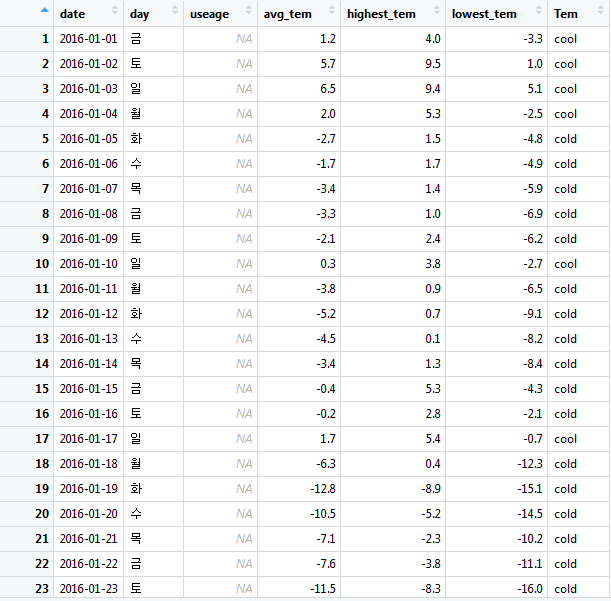 date day useage avg_tem highest_tem lowest_tem Tem
1 2016-01-01 금 NA 1.2 4.0 -3.3 cool
2 2016-01-02 토 NA 5.7 9.5 1.0 cool
3 2016-01-03 일 NA 6.5 9.4 5.1 cool
4 2016-01-04 월 NA 2.0 5.3 -2.5 cool
5 2016-01-05 화 NA -2.7 1.5 -4.8 cold
6 2016-01-06 수 NA -1.7 1.7 -4.9 cold
7 2016-01-07 목 NA -3.4 1.4 -5.9 cold
8 2016-01-08 금 NA -3.3 1.0 -6.9 cold
9 2016-01-09 토 NA -2.1 2.4 -6.2 cold
10 2016-01-10 일 NA 0.3 3.8 -2.7 cool
11 2016-01-11 월 NA -3.8 0.9 -6.5 cold
12 2016-01-12 화 NA -5.2 0.7 -9.1 cold
13 2016-01-13 수 NA -4.5 0.1 -8.2 cold
14 2016-01-14 목 NA -3.4 1.3 -8.4 cold
15 2016-01-15 금 NA -0.4 5.3 -4.3 cold
16 2016-01-16 토 NA -0.2 2.8 -2.1 cold
17 2016-01-17 일 NA 1.7 5.4 -0.7 cool
18 2016-01-18 월 NA -6.3 0.4 -12.3 cold
19 2016-01-19 화 NA -12.8 -8.9 -15.1 cold
20 2016-01-20 수 NA -10.5 -5.2 -14.5 cold
21 2016-01-21 목 NA -7.1 -2.3 -10.2 cold
22 2016-01-22 금 NA -7.6 -3.8 -11.1 cold
23 2016-01-23 토 NA -11.5 -8.3 -16.0 cold